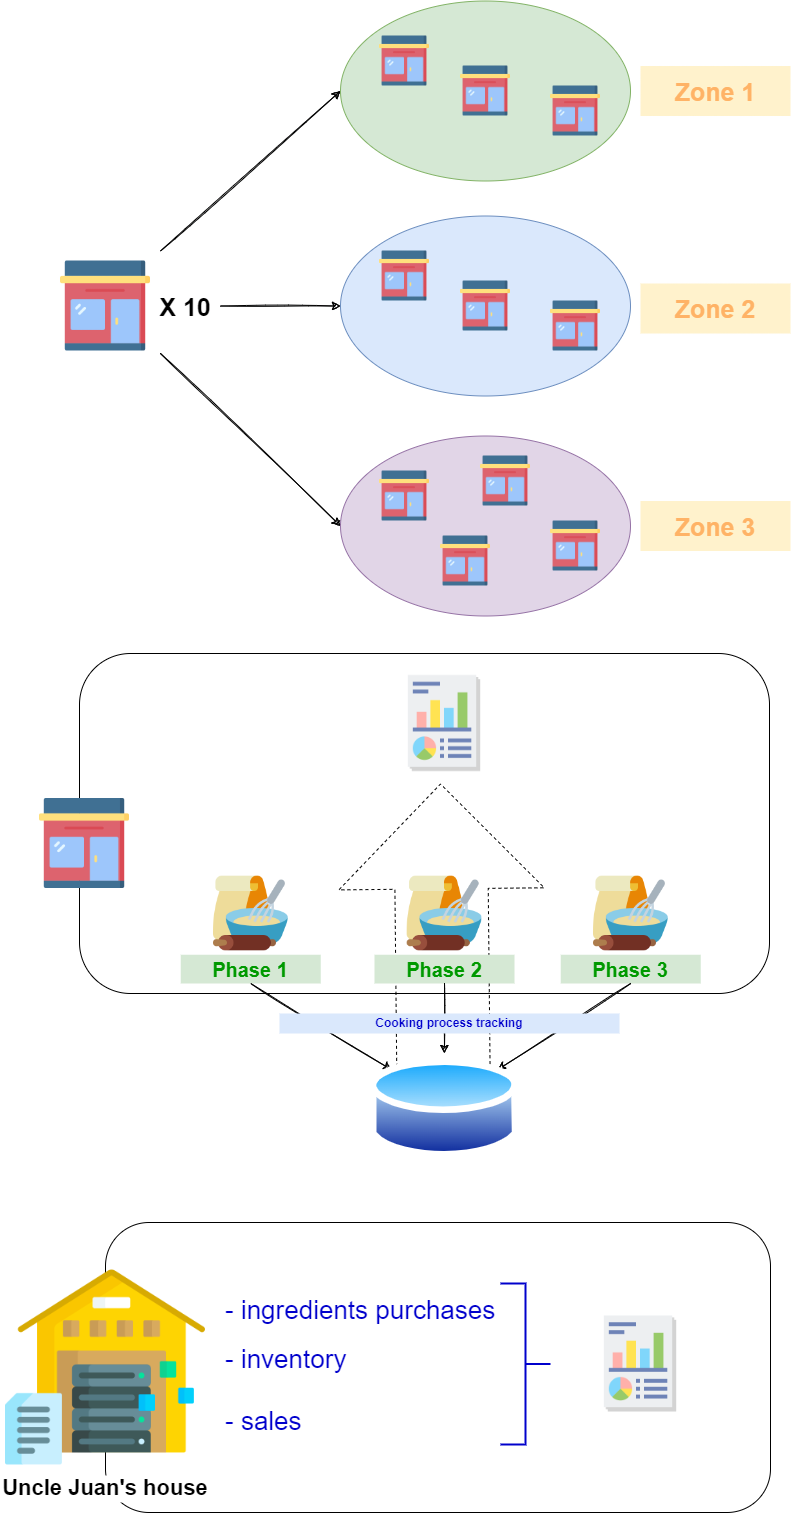 Zone 1
X 10
Zone 2
Zone 3
Phase 1
Phase 2
Phase 3
Cooking process tracking
- ingredients purchases
- inventory
- sales
Uncle Juan's house